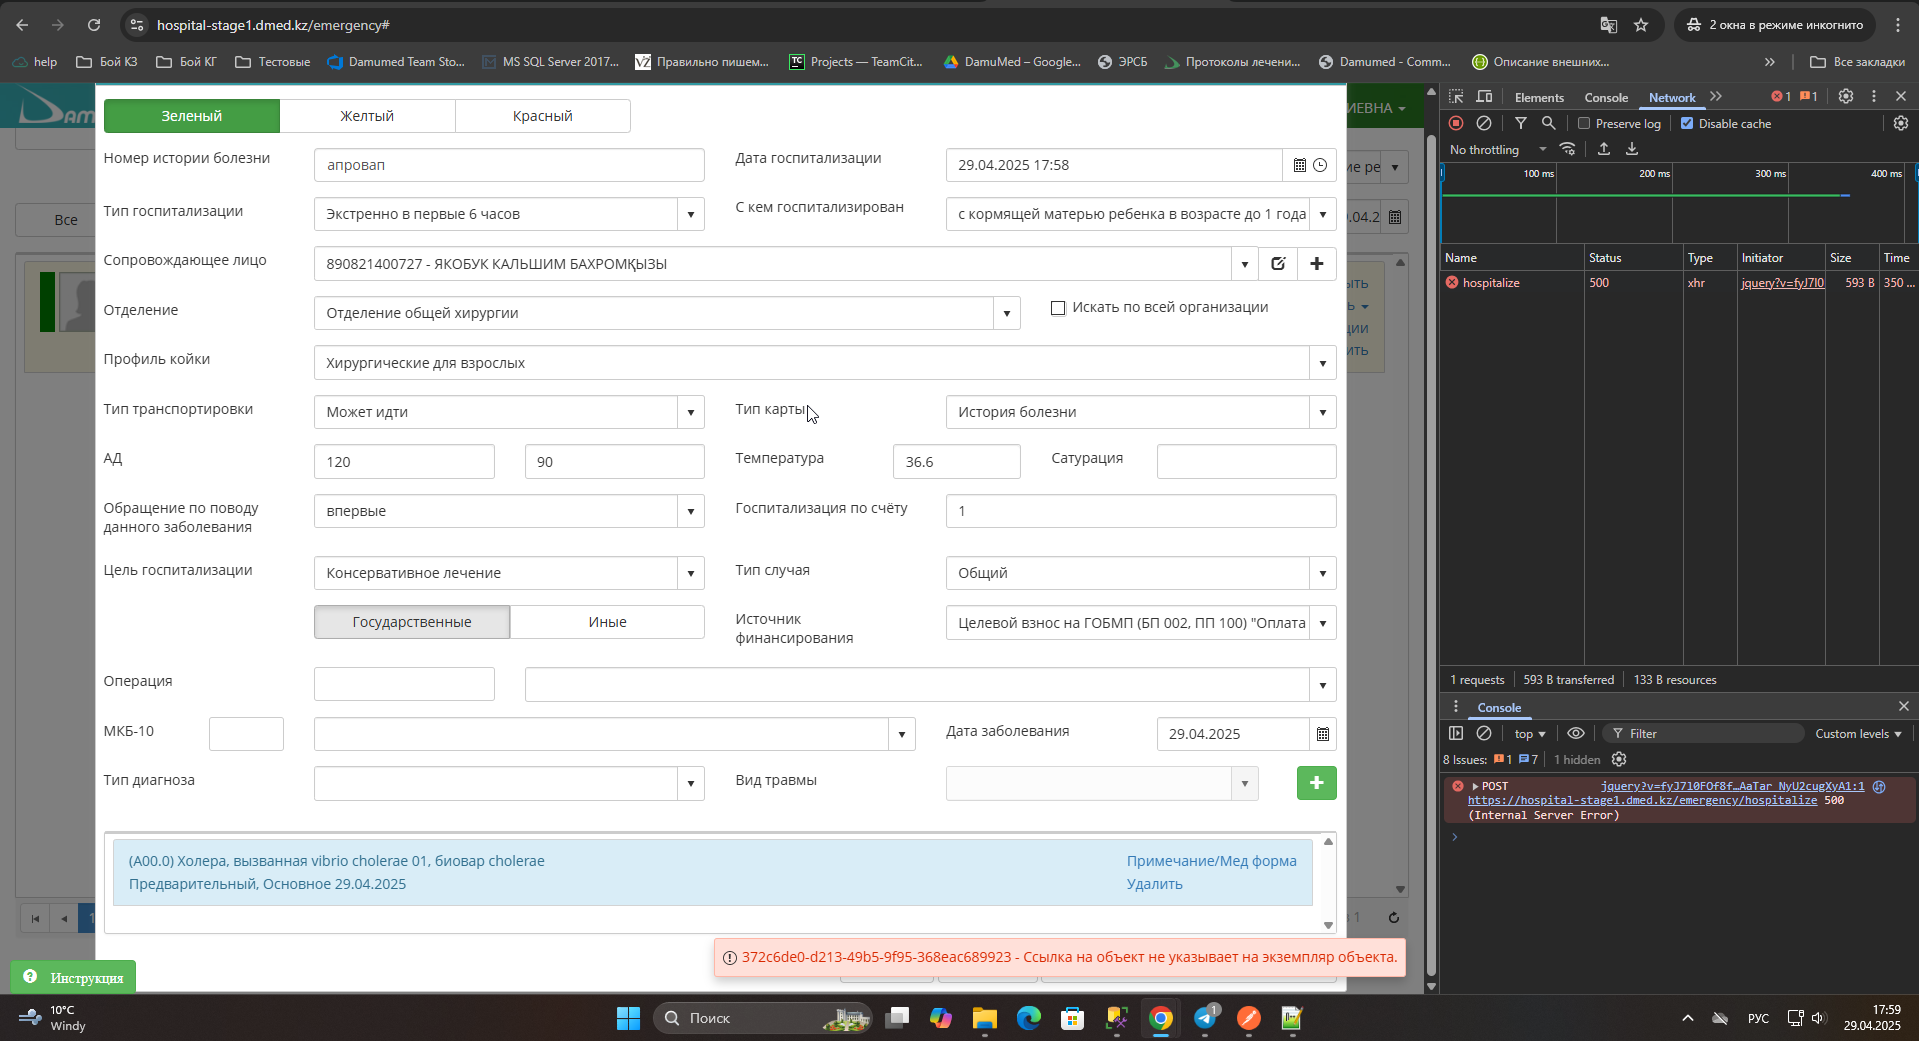 hospital-stage1.dmed.kz/emergency#
2 окна в режиме инкогнито
help
Бой КЗ
Бой КГ
Тестовые
Damumed Team Sto...
MS SQL Server 2017...
Правильно пишем...
Projects — TeamCit...
DamuMed – Google...
ЭРСБ
Протоколы лечени...
Damumed - Comm...
Описание внешних...
Все закладки
Зеленый
Желтый
Красный
ИЕВНА
Номер истории болезни
апровап
Дата госпитализации
29.04.2025 17:58
Тип госпитализации
Экстренно в первые 6 часов
С кем госпитализирован
с кормящей матерью ребенка в возрасте до 1 года
Все
Сопровождающее лицо
890821400727 - ЯКОБУК КАЛЬШИМ БАХРОМҚЫЗЫ
Отделение
Отделение общей хирургии
Искать по всей организации
Профиль койки
Хирургические для взрослых
Тип транспортировки
Может идти
Тип карты
История болезни
АД
120
90
Температура
36.6
Сатурация
Обращение по поводу
данного заболевания
впервые
Госпитализация по счёту
1
Цель госпитализации
Консервативное лечение
Тип случая
Общий
Государственные
Иные
Источник
финансирования
Целевой взнос на ГОБМП (БП 002, ПП 100) "Оплата
Операция
МКБ-10
Дата заболевания
29.04.2025
Тип диагноза
Вид травмы
(A00.0) Холера, вызванная vibrio cholerae 01, биовар cholerae
Примечание/Мед форма
Предварительный, Основное 29.04.2025
Удалить
372c6de0-d213-49b5-9f95-368eac689923 - Ссылка на объект не указывает на экземпляр объекта.
Инструкция
Elements
Console
Network
1
1
Preserve log
Disable cache
No throttling
100 ms
200 ms
300 ms
400 ms
Name
Status
Type
Initiator
Size
Time
hospitalize
500
xhr
jquery?v=fyJ7l0
593 B
350 ...
1 requests
593 B transferred
133 B resources
Console
top
Filter
Custom levels
8 Issues:
1
7
1 hidden
POST
jquery?v=fyJ7l0FOf8f…AaTar_NyU2cugXyA1:1
https://hospital-stage1.dmed.kz/emergency/hospitalize 500
(Internal Server Error)
10°C
Windy
Поиск
1
РУС
17:59
29.04.2025